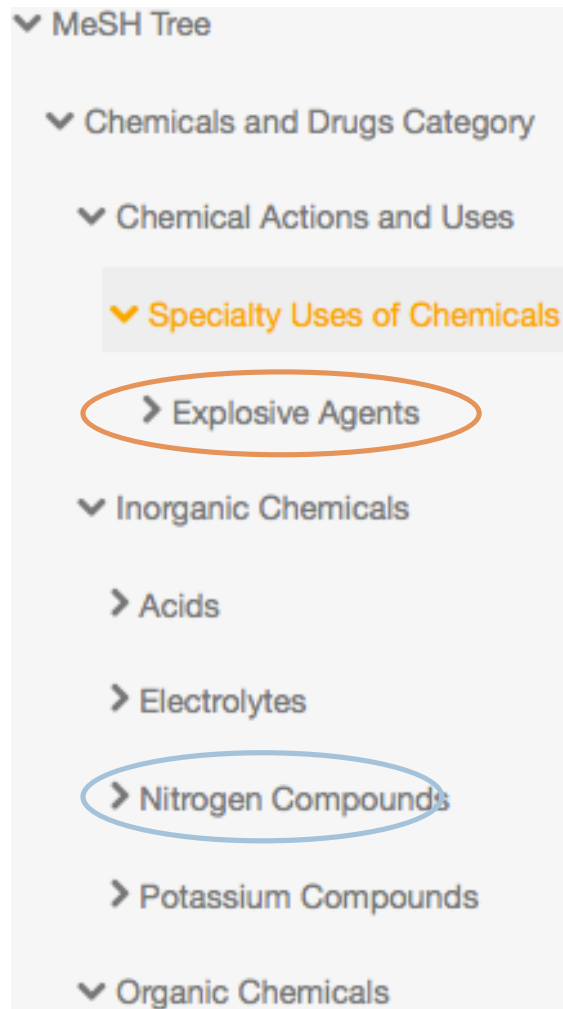 MeSH Tree
Chemicals and Drugs Category
Chemical Actions and Uses
Specialty Uses of Chemicals
Explosive Agents
Inorganic Chemicals
Acids
Electrolytes
Nitrogen Compounds
Potassium Compounds
Organic Chemicals